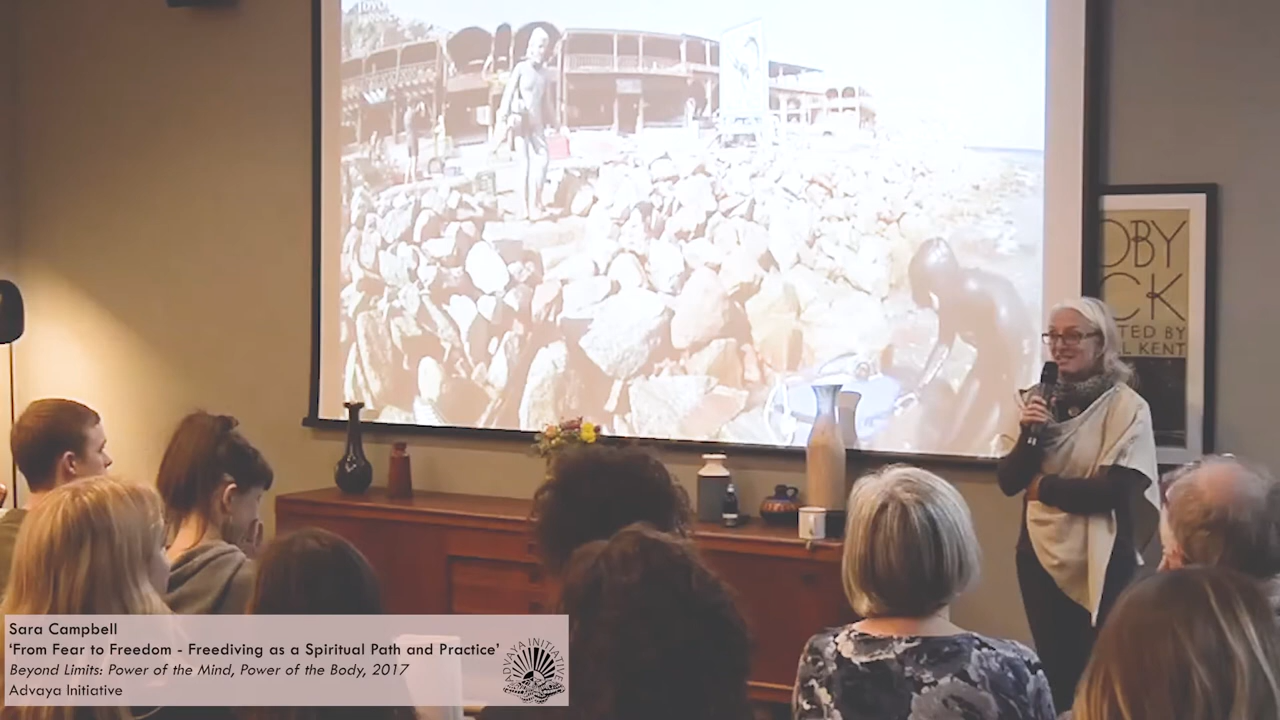 OBY
CK
TED BY
L KENT
Sara Campbell
‘From Fear to Freedom - Freediving as a Spiritual Path and Practice’
Beyond Limits: Power of the Mind, Power of the Body, 2017
Advaya Initiative
ADVAYA INITIATIVE